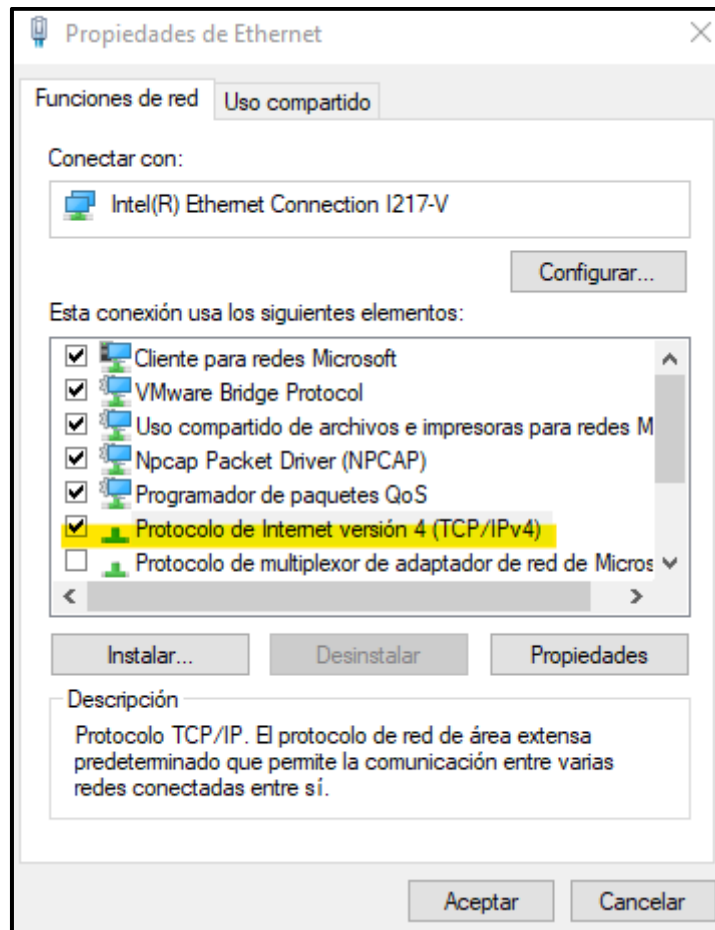 Propiedades de Ethernet
Funciones de red
Uso compartido
Conectar con:
Intel(R) Ethernet Connection I217-V
Configurar...
Esta conexión usa los siguientes elementos:
Cliente para redes Microsoft
VMware Bridge Protocol
Uso compartido de archivos e impresoras para redes M
Npcap Packet Driver (NPCAP)
Programador de paquetes QoS
Protocolo de Internet versión 4 (TCP/IPv4)
Protocolo de multiplexor de adaptador de red de Micros
Instalar...
Desinstalar
Propiedades
Descripción
Protocolo TCP/IP. El protocolo de red de área extensa
predeterminado que permite la comunicación entre varias
redes conectadas entre sí.
Aceptar
Cancelar